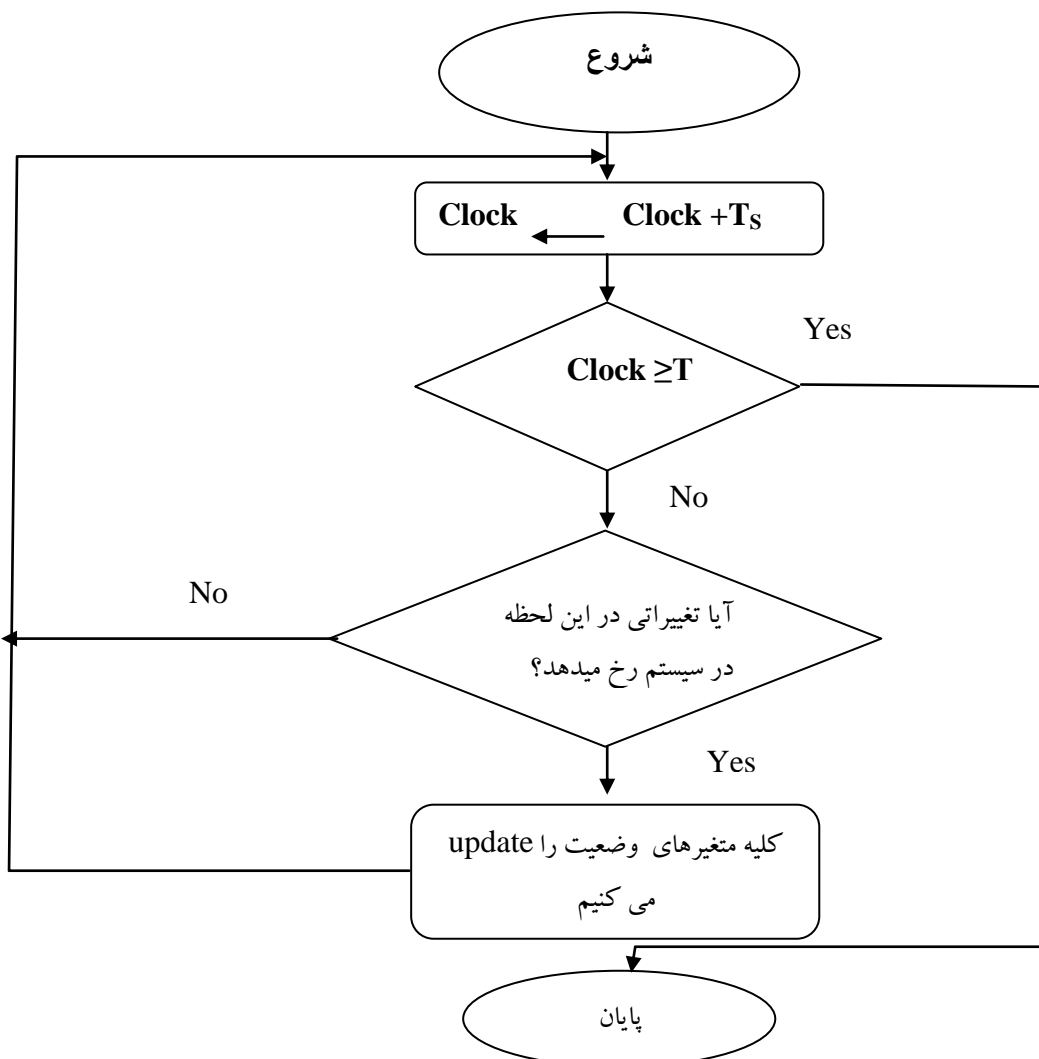 شروع
Clock Clock +TS
Yes
Clock ≥T
No
No
آیا تغییراتی در این لحظه
در سیستم رخ میدهد؟
Yes
کلیه متغیرهای وضعیت را update
می کنیم
پایان